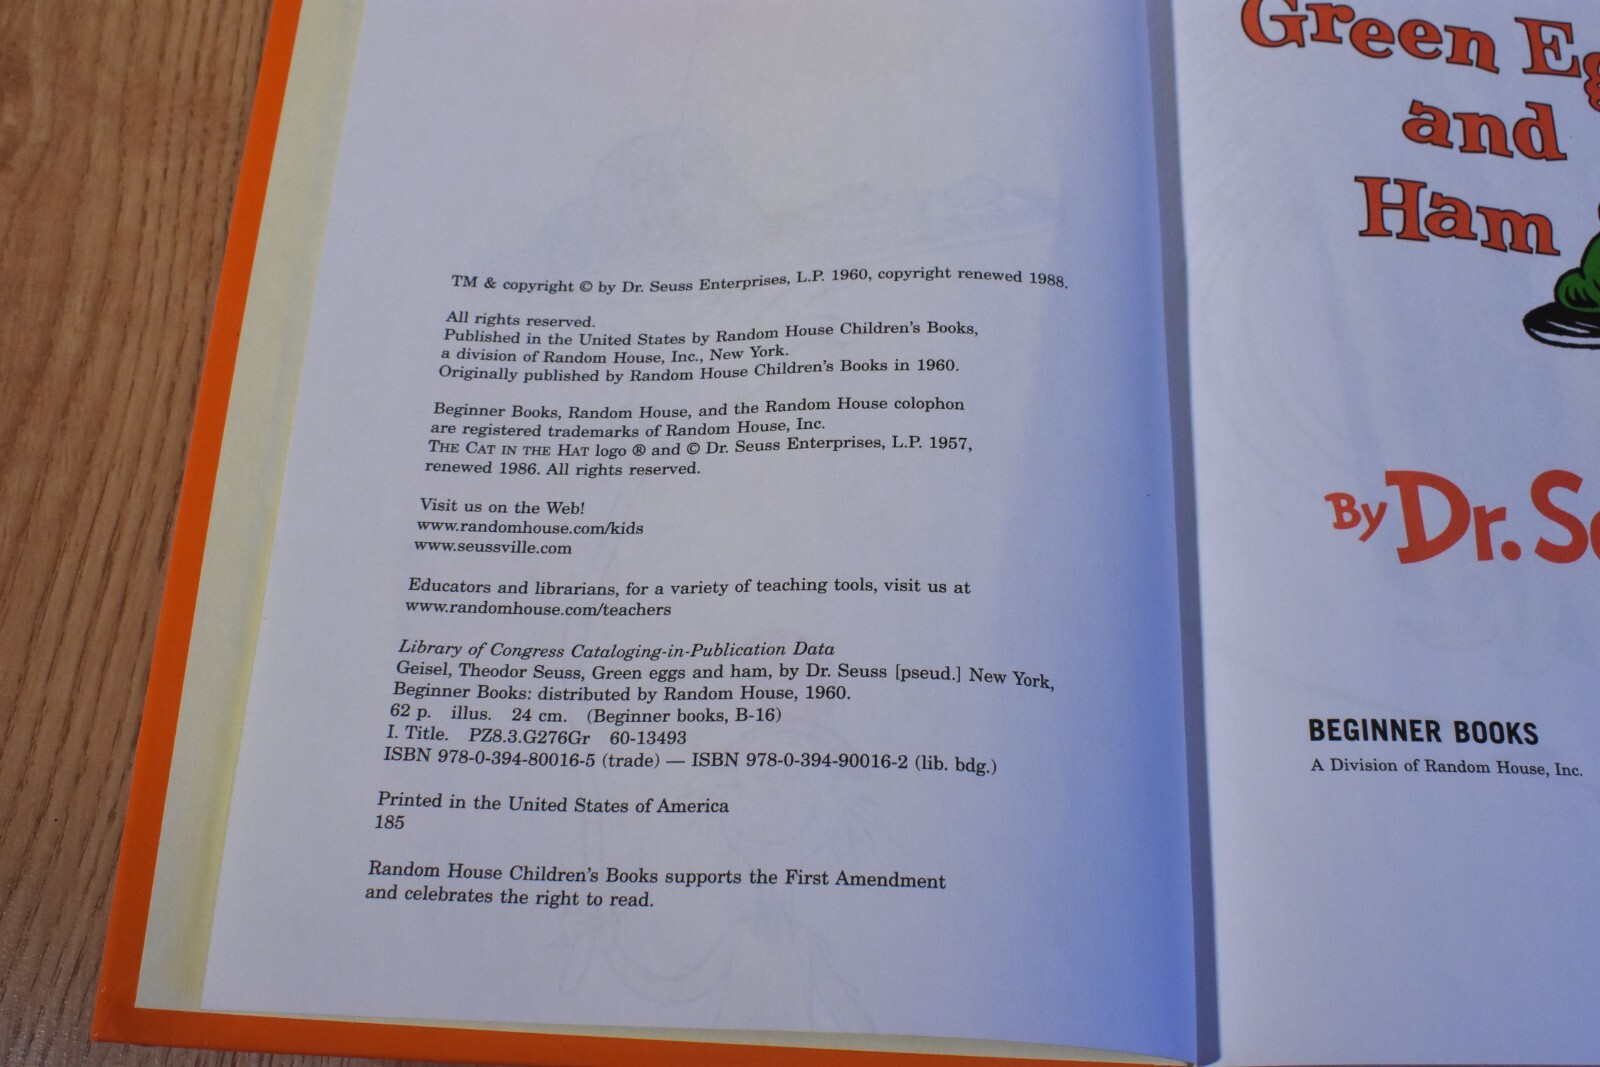 TM & copyright © by Dr. Seuss Enterprises, L.P. 1960, copyright renewed 1988.
All rights reserved.
Published in the United States by Random House Children's Books,
a division of Random House, Inc., New York.
Originally published by Random House Children's Books in 1960.
Beginner Books, Random House, and the Random House colophon
are registered trademarks of Random House, Inc.
THE CAT IN THE HAT logo ® and © Dr. Seuss Enterprises, L.P. 1957,
renewed 1986. All rights reserved.
Visit us on the Web!
www.randomhouse.com/kids
www.seussville.com
Educators and librarians, for a variety of teaching tools, visit us at
www.randomhouse.com/teachers
Library of Congress Cataloging-in-Publication Data
Geisel, Theodor Seuss, Green eggs and ham, by Dr. Seuss [pseud.] New York,
Beginner Books: distributed by Random House, 1960.
62 p. illus. 24 cm. (Beginner books, B-16)
I. Title. PZ8.3.G276Gr 60-13493
ISBN 978-0-394-80016-5 (trade) — ISBN 978-0-394-90016-2 (lib. bdg.)
Printed in the United States of America
185
Random House Children's Books supports the First Amendment
and celebrates the right to read.
Green Eg
and
Ham
By Dr. Se
BEGINNER BOOKS
A Division of Random House, Inc.